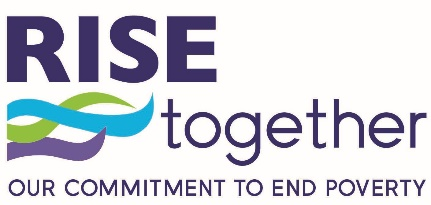 RISE
together
OUR COMMITMENT TO END POVERTY